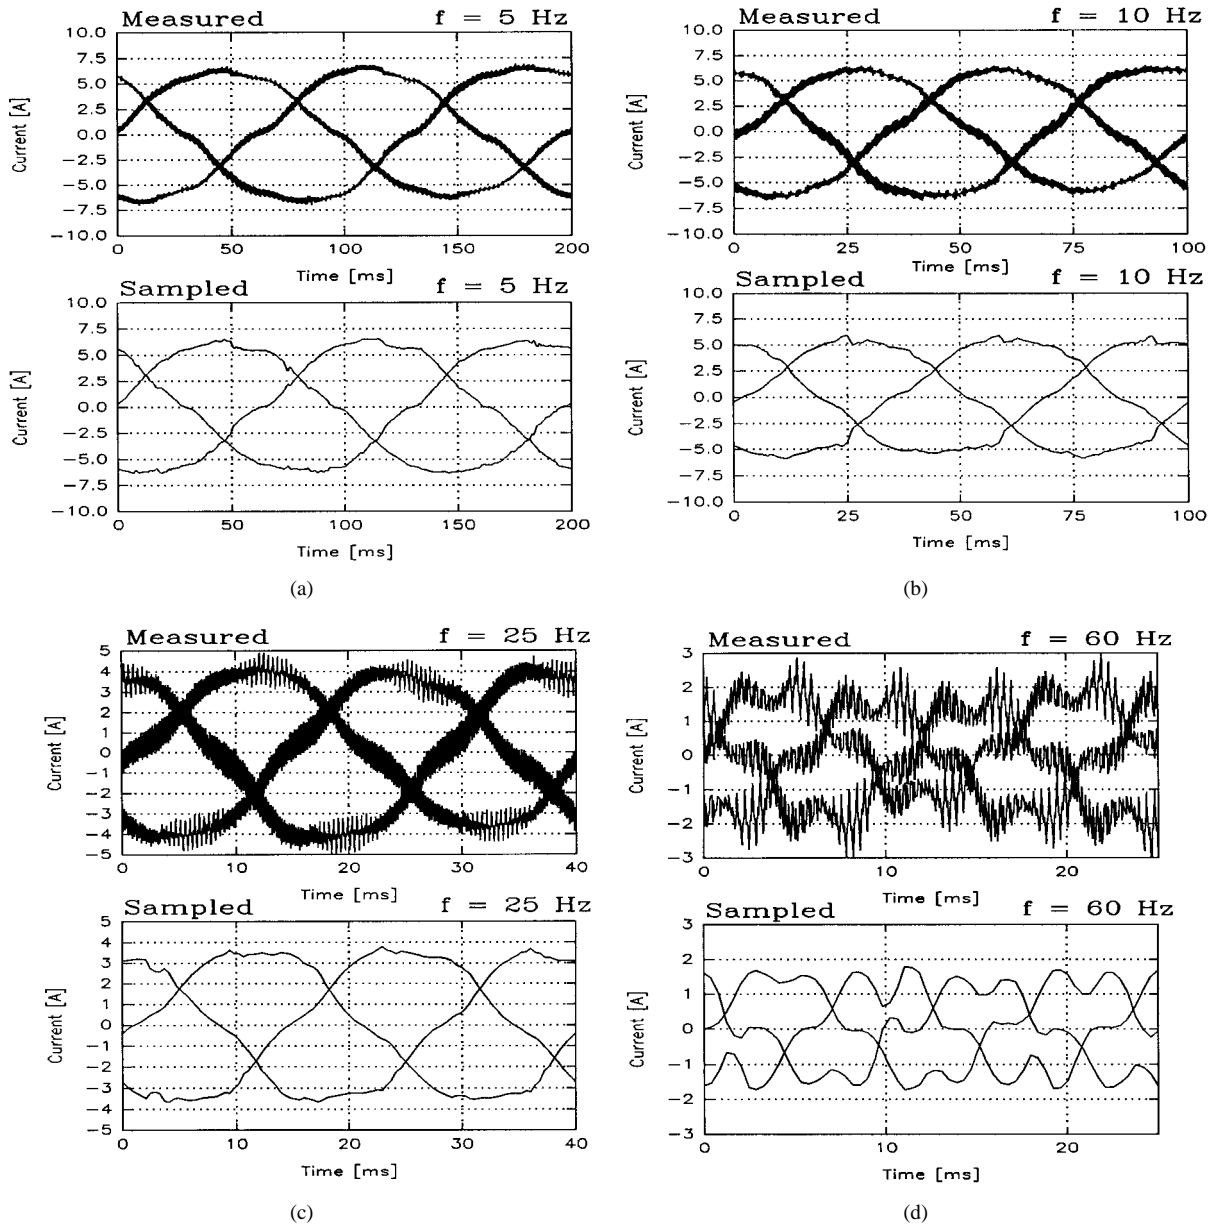 Measured f = 5 Hz
10.0
7.5
5.0
2.5
0.0
−2.5
−5.0
−7.5
−10.0
Current [A]
0 50 100 150 200
Time [ms]
Sampled f = 5 Hz
10.0
7.5
5.0
2.5
0.0
−2.5
−5.0
−7.5
−10.0
Current [A]
0 50 100 150 200
Time [ms]
(a)
Measured f = 10 Hz
10.0
7.5
5.0
2.5
0.0
−2.5
−5.0
−7.5
−10.0
Current [A]
0 25 50 75 100
Time [ms]
Sampled f = 10 Hz
10.0
7.5
5.0
2.5
0.0
−2.5
−5.0
−7.5
−10.0
Current [A]
0 25 50 75 100
Time [ms]
(b)
Measured f = 25 Hz
5
4
3
2
1
0
−1
−2
−3
−4
−5
Current [A]
0 10 20 30 40
Time [ms]
Sampled f = 25 Hz
5
4
3
2
1
0
−1
−2
−3
−4
−5
Current [A]
0 10 20 30 40
Time [ms]
(c)
Measured f = 60 Hz
3
2
1
0
−1
−2
−3
Current [A]
0 10 20
Time [ms]
Sampled f = 60 Hz
3
2
1
0
−1
−2
−3
Current [A]
0 10 20
Time [ms]
(d)